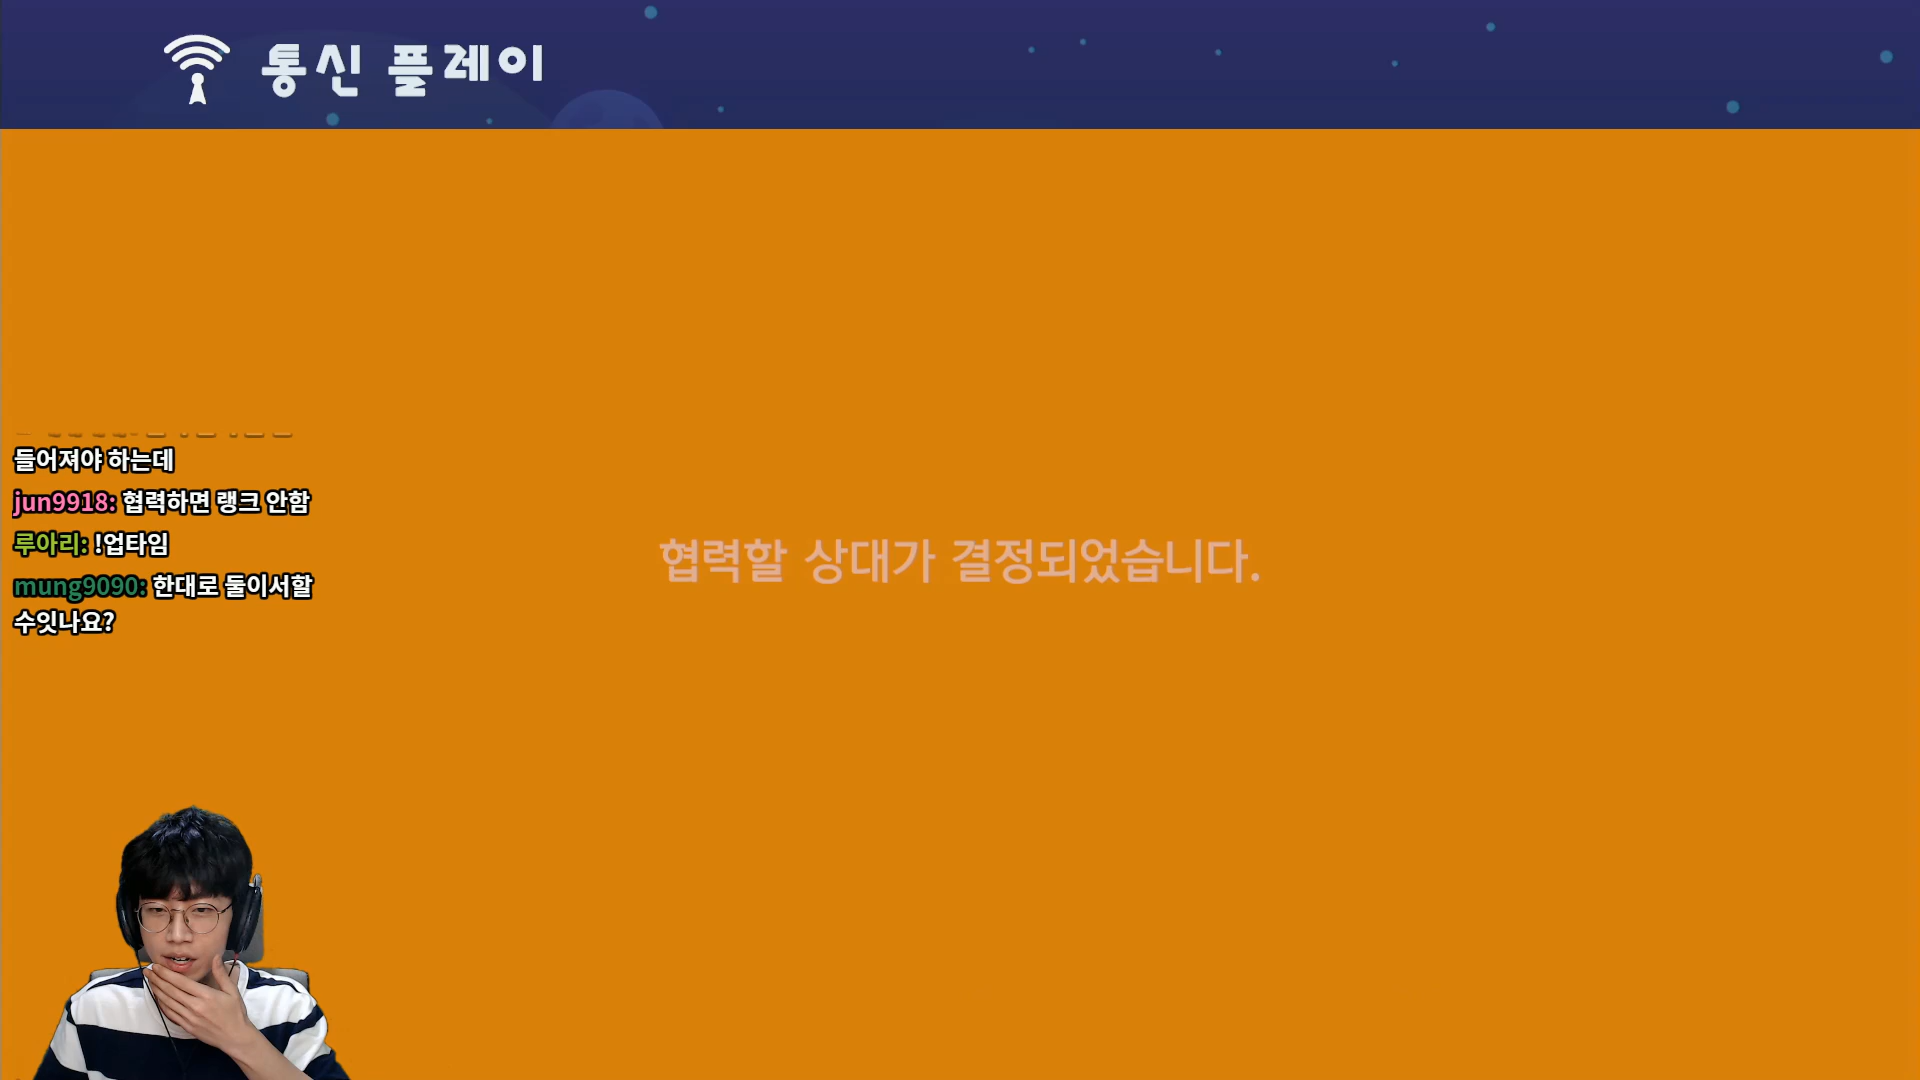 통신 플레이
들어져야 하는데
jun9918: 협력하면 랭크 안함
루아리: !업타임
mung9090: 한대로 둘이서할
수잇나요?
협력할 상대가 결정되었습니다.